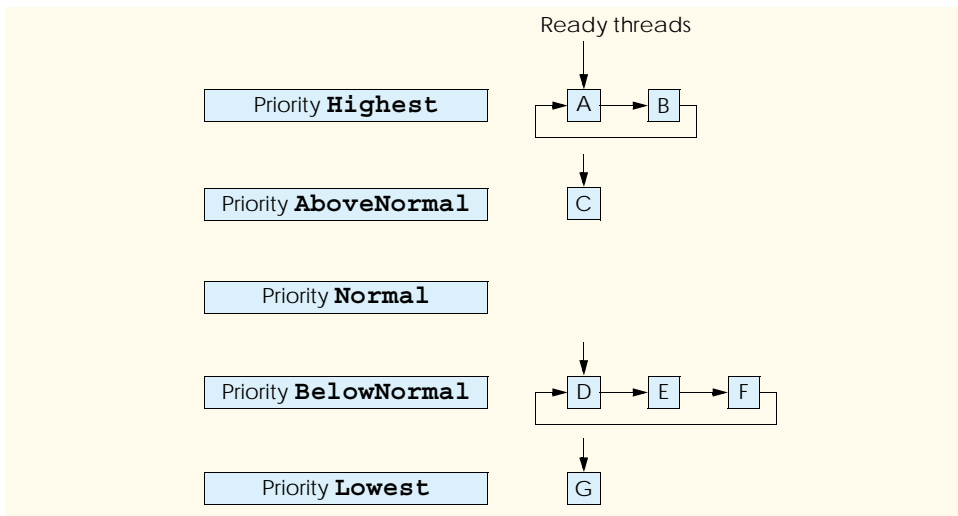 Ready threads
Priority Highest
A
B
Priority AboveNormal
C
Priority Normal
Priority BelowNormal
D
E
F
Priority Lowest
G